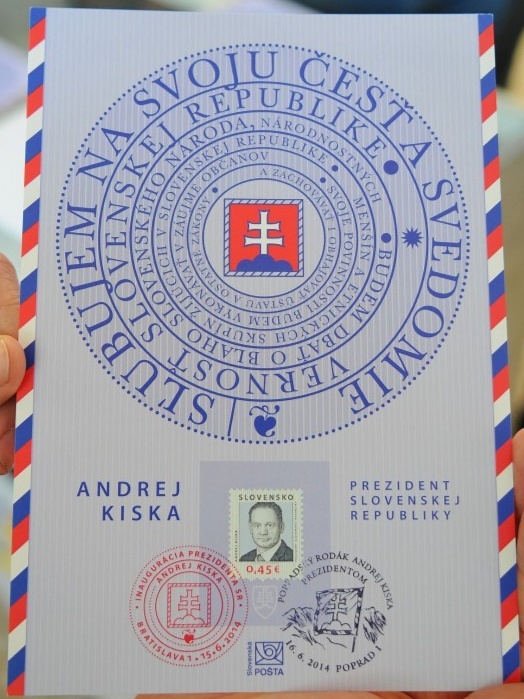 SĽUBUJEM NA SVOJU ČESŤ A SVEDOMIE
VERNOSŤ SLOVENSKEJ REPUBLIKE •
BUDEM DBAŤ O BLAHO SLOVENSKÉHO NÁRODA, NÁRODNOSTNÝCH
MENŠÍN A ETNICKÝCH SKUPÍN ŽIJÚCICH V SLOVENSKEJ REPUBLIKE •
SVOJE POVINNOSTI BUDEM VYKONÁVAŤ V ZÁUJME OBČANOV
A ZACHOVÁVAŤ I OBHAJOVAŤ ÚSTAVU A OSTATNÉ ZÁKONY •
ANDREJ
KISKA
SLOVENSKO
0,45 €
PREZIDENT
SLOVENSKEJ
REPUBLIKY
INAUGURÁCIA PREZIDENTA SR
ANDREJ KISKA
BRATISLAVA 1 • 15.6.2014
POPRADSKÝ RODÁK ANDREJ KISKA
PREZIDENTOM
16. 6. 2014 POPRAD 1
Slovenská
POŠTA